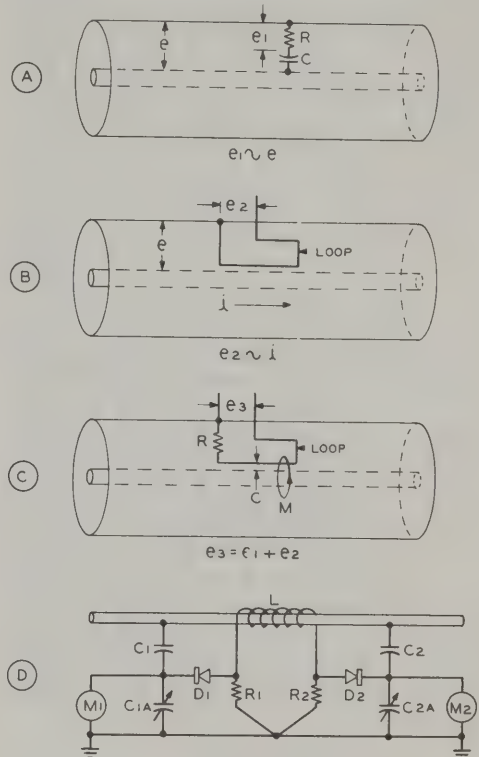 A
e
e1
R
C
e1 ~ e
B
e2
e
LOOP
i
e2 ~ i
C
e3
R
LOOP
C
M
e3 = e1 + e2
D
L
C1
C2
D1
D2
M1
C1A
R1
R2
C2A
M2